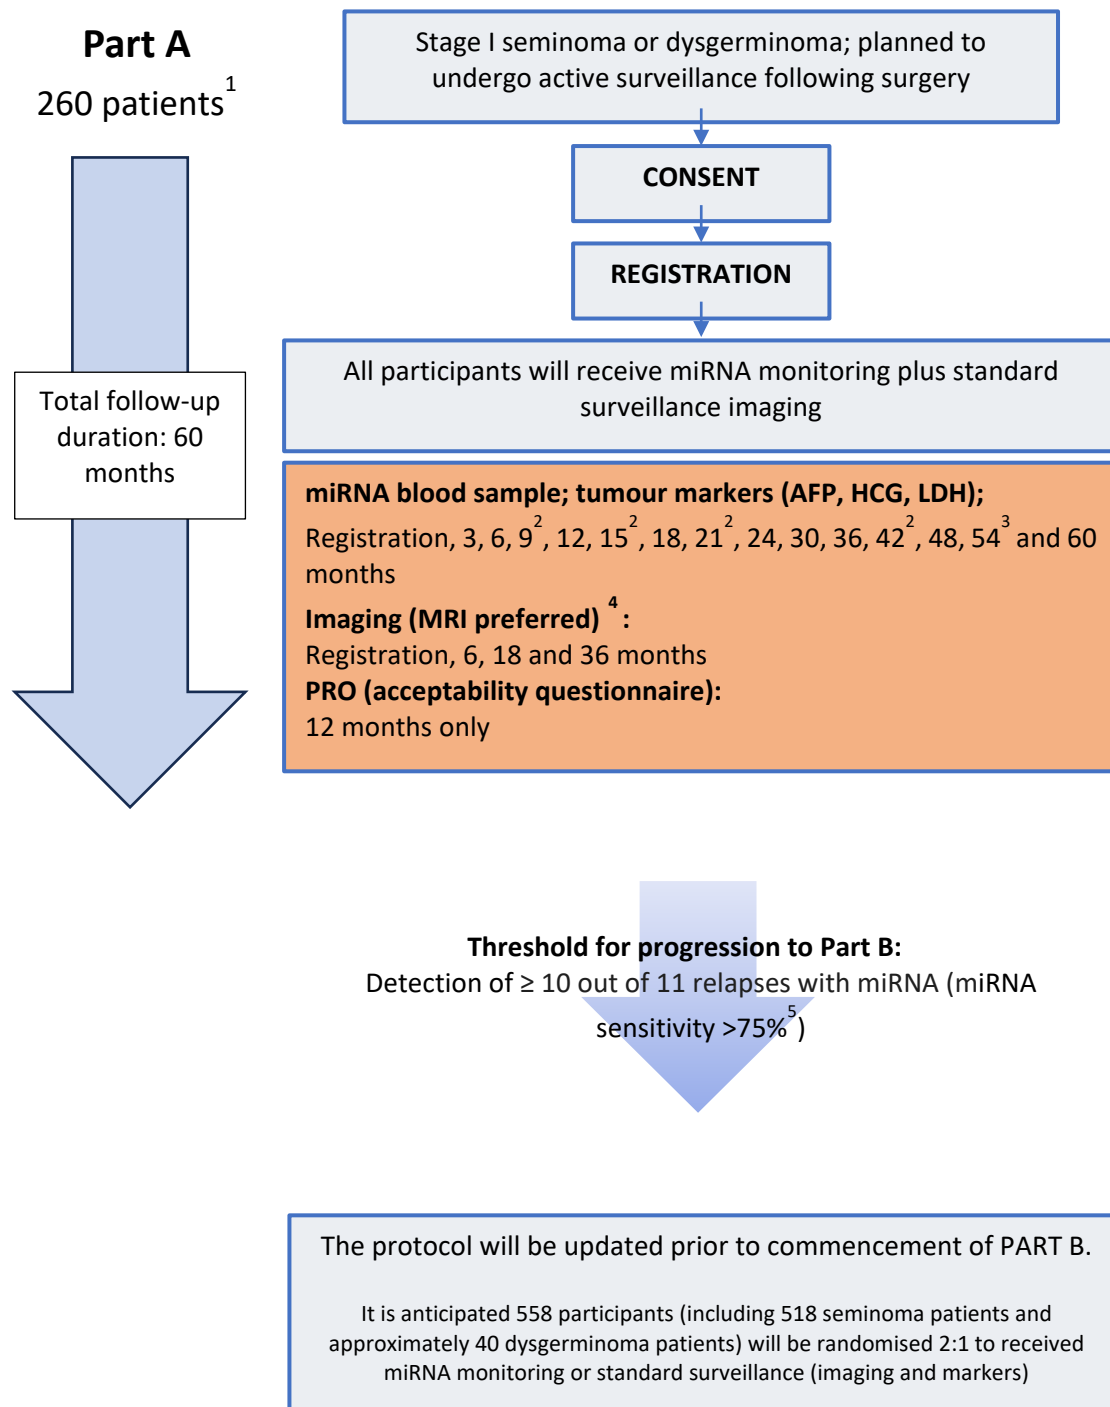 Part A
260 patients1
Stage I seminoma or dysgerminoma; planned to
undergo active surveillance following surgery
CONSENT
REGISTRATION
All participants will receive miRNA monitoring plus standard
surveillance imaging
Total follow-up
duration: 60
months
miRNA blood sample; tumour markers (AFP, HCG, LDH);
Registration, 3, 6, 92, 12, 152, 18, 212, 24, 30, 36, 422, 48, 543 and 60
months
Imaging (MRI preferred) 4 :
Registration, 6, 18 and 36 months
PRO (acceptability questionnaire):
12 months only
Threshold for progression to Part B:
Detection of ≥ 10 out of 11 relapses with miRNA (miRNA
sensitivity >75%5)
The protocol will be updated prior to commencement of PART B.
It is anticipated 558 participants (including 518 seminoma patients and
approximately 40 dysgerminoma patients) will be randomised 2:1 to received
miRNA monitoring or standard surveillance (imaging and markers)